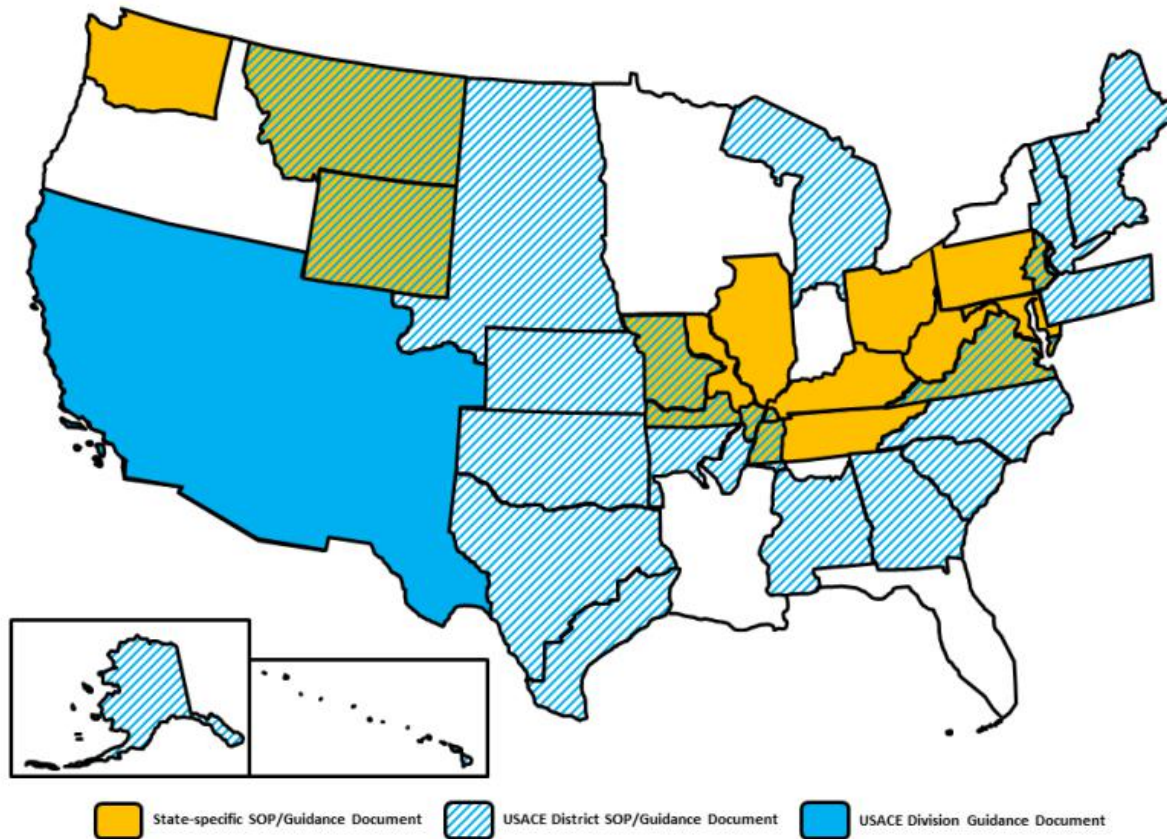 State-specific SOP/Guidance Document
USACE District SOP/Guidance Document
USACE Division Guidance Document